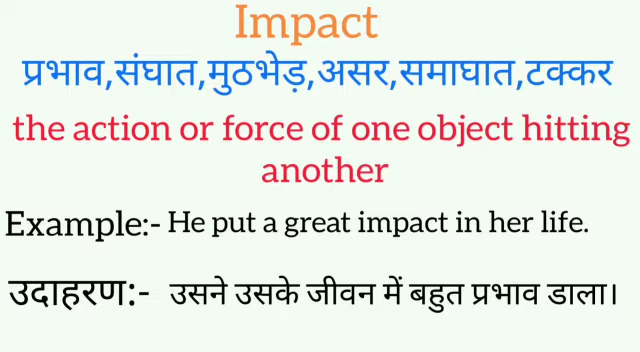 Impact
प्रभाव,संघात,मुठभेड़,असर,समाघात,टक्कर
the action or force of one object hitting
another
Example:- He put a great impact in her life.
उदाहरण:- उसने उसके जीवन में बहुत प्रभाव डाला।